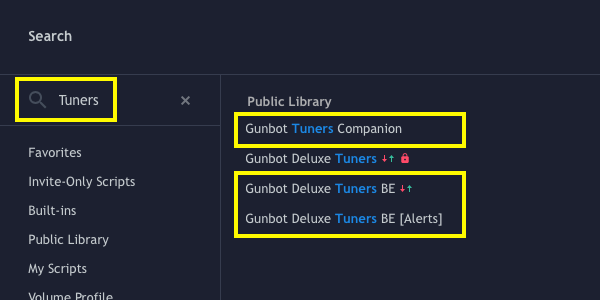 Search
Tuners
Favorites
Invite-Only Scripts
Built-ins
Public Library
My Scripts
Volume Profile
Public Library
Gunbot Tuners Companion
Gunbot Deluxe Tuners
Gunbot Deluxe Tuners BE
Gunbot Deluxe Tuners BE [Alerts]